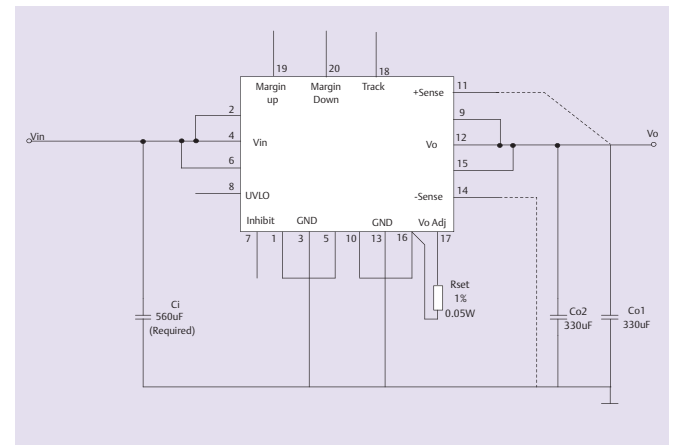 19 20 18
Margin up
Margin Down
Track
+Sense 11
2
9
Vin
4
Vin
Vo
12
Vo
6
15
8
UVLO
-Sense
14
Inhibit
GND
GND
Vo Adj
7 1 3 5 10 13 16 17
Rset
1%
0.05W
Ci
560uF
(Required)
Co2
330uF
Co1
330uF